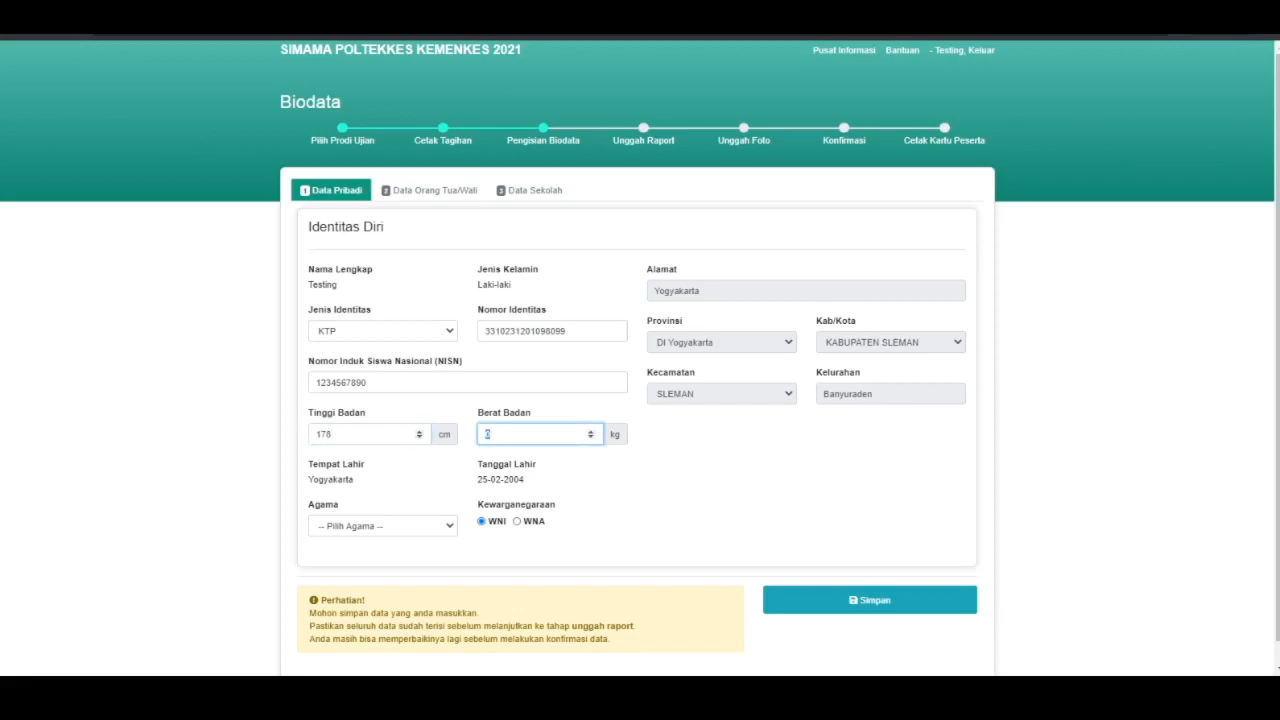 SIMAMA POLTEKKES KEMENKES 2021
Pusat Informasi Bantuan - Testing, Keluar
Biodata
Pilih Prodi Ujian Cetak Tagihan Pengisian Biodata Unggah Raport Unggah Foto Konfirmasi Cetak Kartu Peserta
1 Data Pribadi 2 Data Orang Tua/Wali 3 Data Sekolah
Identitas Diri
Nama Lengkap Jenis Kelamin Alamat
Testing Laki-laki Yogyakarta
Jenis Identitas Nomor Identitas Provinsi Kab/Kota
KTP 3310231201098099 DI Yogyakarta KABUPATEN SLEMAN
Nomor Induk Siswa Nasional (NISN) Kecamatan Kelurahan
1234567890 SLEMAN Banyuraden
Tinggi Badan Berat Badan
178 cm 0 kg
Tempat Lahir Tanggal Lahir
Yogyakarta 25-02-2004
Agama Kewarganegaraan
-- Pilih Agama -- WNI WNA
Perhatian!
Mohon simpan data yang anda masukkan.
Pastikan seluruh data sudah terisi sebelum melanjutkan ke tahap unggah raport.
Anda masih bisa memperbaikinya lagi sebelum melakukan konfirmasi data.
Simpan